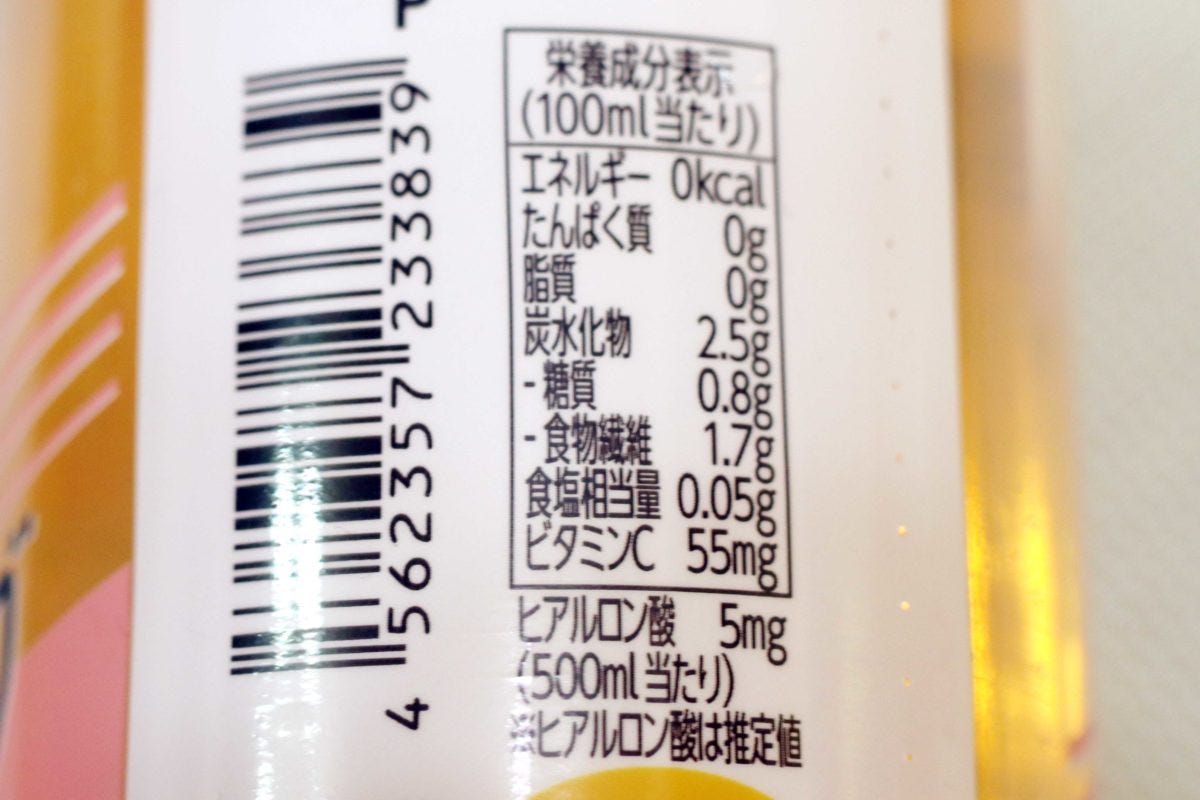 栄養成分表示
(100ml当たり)
エネルギー 0kcal
たんぱく質 0g
脂質 0g
炭水化物 2.5g
- 糖質 0.8g
- 食物繊維 1.7g
食塩相当量 0.05g
ビタミンC 55mg
ヒアルロン酸 5mg
(500ml当たり)
※ヒアルロン酸は推定値
4 562357 233839